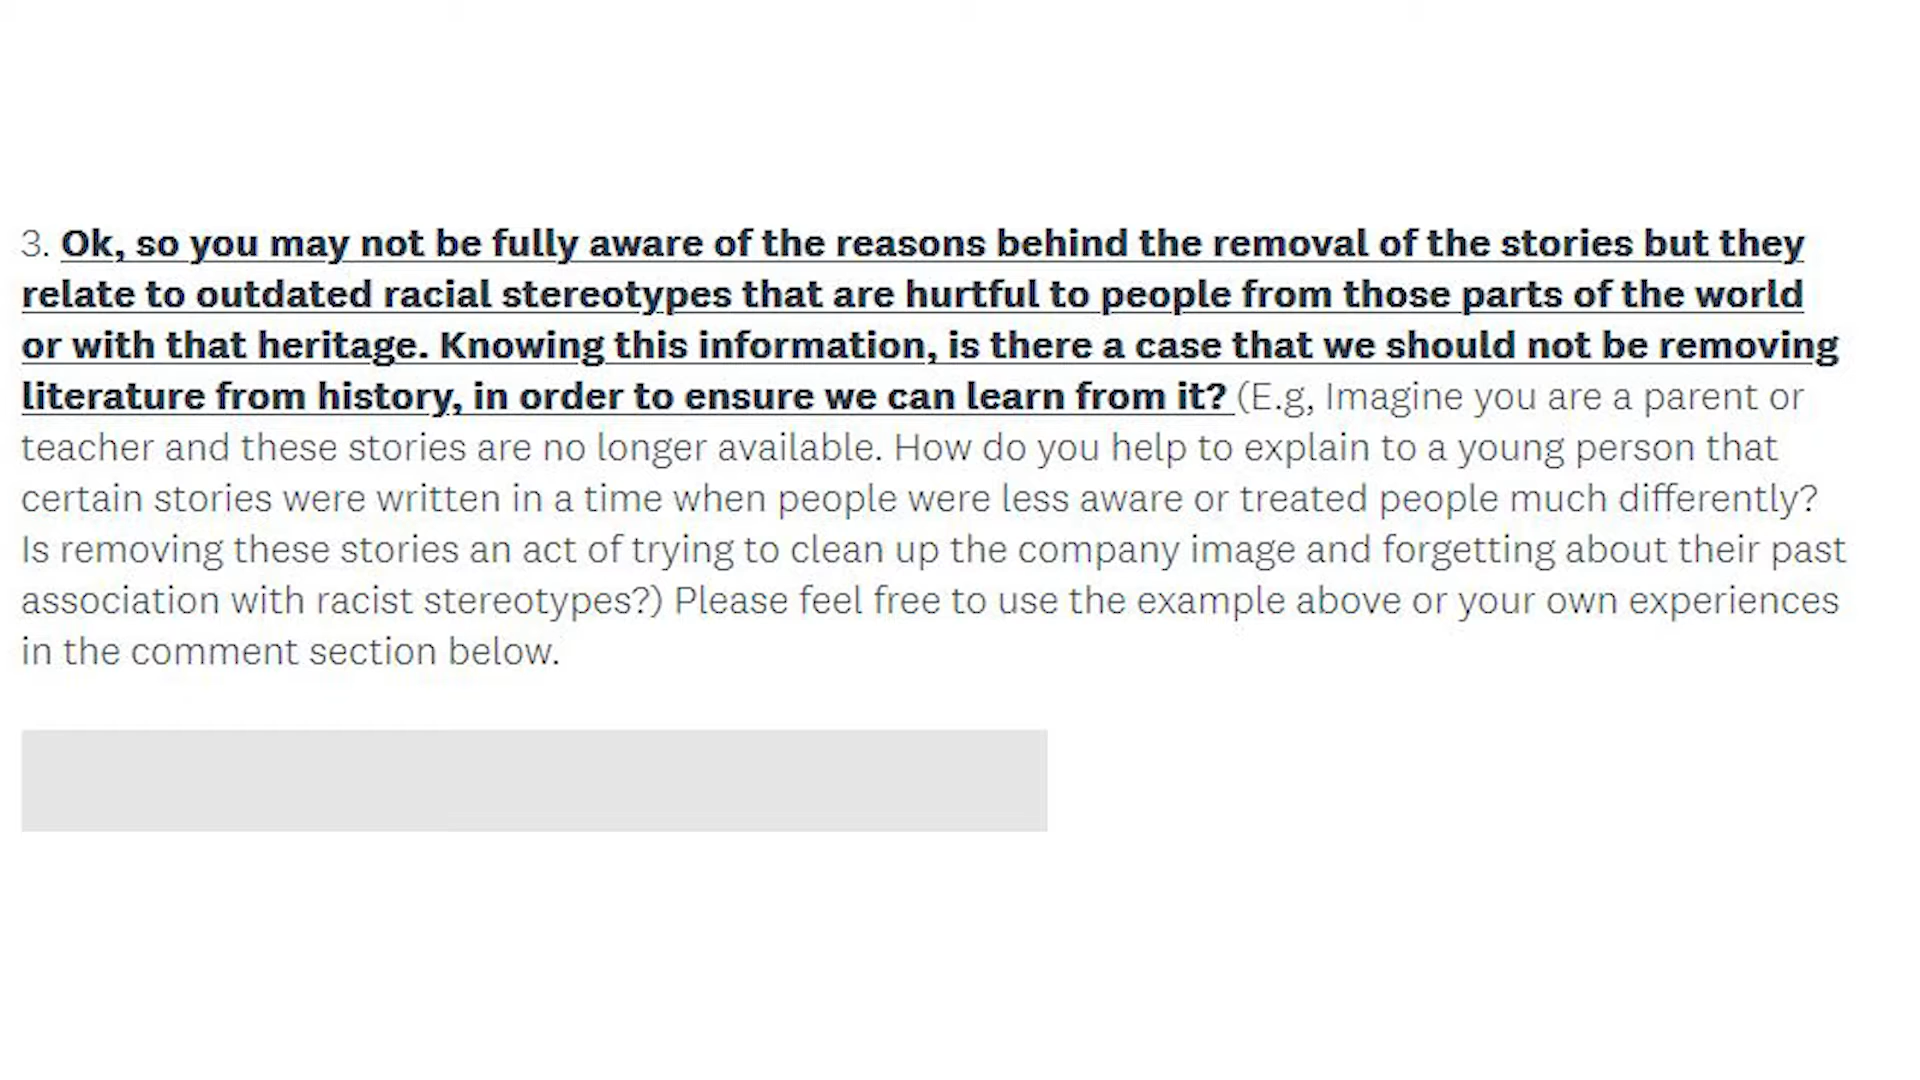 3. Ok, so you may not be fully aware of the reasons behind the removal of the stories but they
relate to outdated racial stereotypes that are hurtful to people from those parts of the world
or with that heritage. Knowing this information, is there a case that we should not be removing
literature from history, in order to ensure we can learn from it? (E.g, Imagine you are a parent or
teacher and these stories are no longer available. How do you help to explain to a young person that
certain stories were written in a time when people were less aware or treated people much differently?
Is removing these stories an act of trying to clean up the company image and forgetting about their past
association with racist stereotypes?) Please feel free to use the example above or your own experiences
in the comment section below.